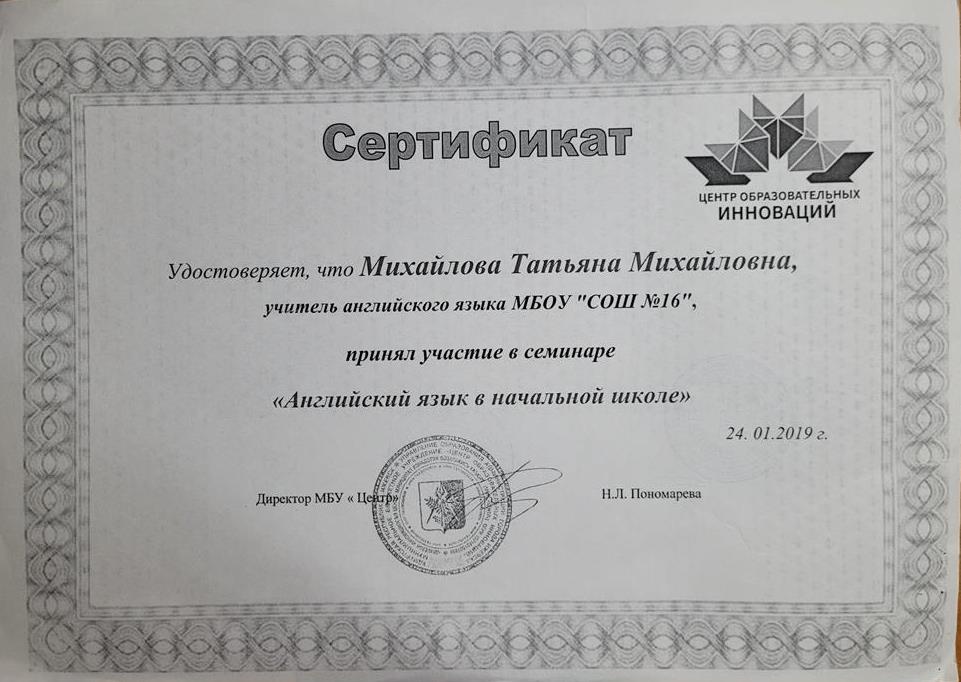 Сертификат
ЦЕНТР ОБРАЗОВАТЕЛЬНЫХ
ИННОВАЦИЙ
Удостоверяет, что Михайлова Татьяна Михайловна,
учитель английского языка МБОУ "СОШ №16",
принял участие в семинаре
«Английский язык в начальной школе»
24. 01.2019 г.
Директор МБУ « Центр»
Н.Л. Пономарева